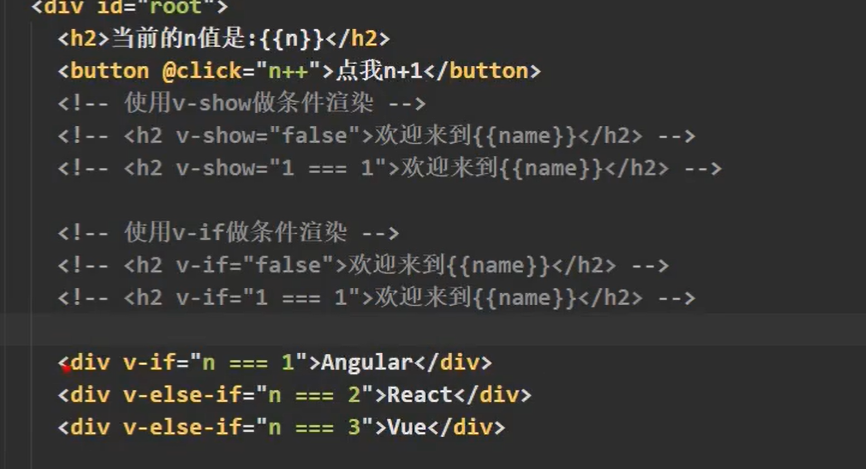 <div id="root">
<h2>当前的n值是:{{n}}</h2>
<button @click="n++">点我n+1</button>
<!-- 使用v-show做条件渲染 -->
<!-- <h2 v-show="false">欢迎来到{{name}}</h2> -->
<!-- <h2 v-show="1 === 1">欢迎来到{{name}}</h2> -->
<!-- 使用v-if做条件渲染 -->
<!-- <h2 v-if="false">欢迎来到{{name}}</h2> -->
<!-- <h2 v-if="1 === 1">欢迎来到{{name}}</h2> -->
<div v-if="n === 1">Angular</div>
<div v-else-if="n === 2">React</div>
<div v-else-if="n === 3">Vue</div>